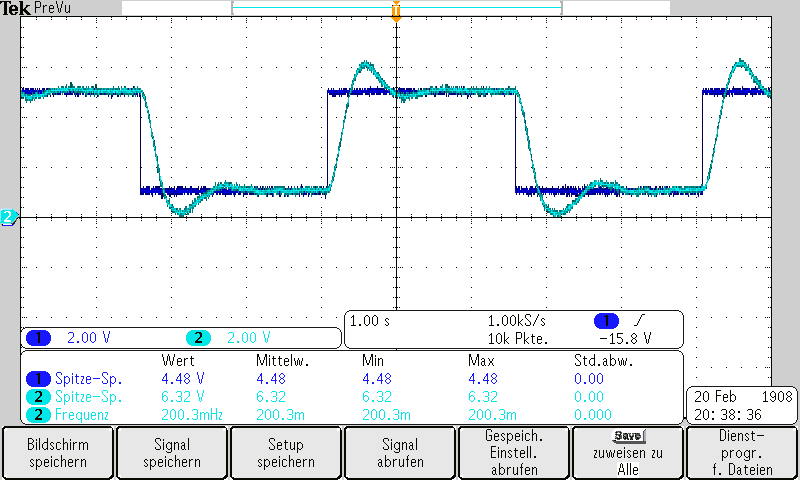 Tek PreVu
T
2
1 2.00 V 2 2.00 V
1.00 s 1.00kS/s 1 -15.8 V
10k Pkte.
Wert Mittelw. Min Max Std.abw.
1 Spitze-Sp. 4.48 V 4.48 4.48 4.48 0.00
2 Spitze-Sp. 6.32 V 6.32 6.32 6.32 0.00
2 Frequenz 200.3mHz 200.3m 200.3m 200.3m 0.000
20 Feb 1908
20:38:36
Bildschirm
speichern
Signal
speichern
Setup
speichern
Signal
abrufen
Gespeich.
Einstell.
abrufen
Save
zuweisen zu
Alle
Dienst-
progr.
f. Dateien